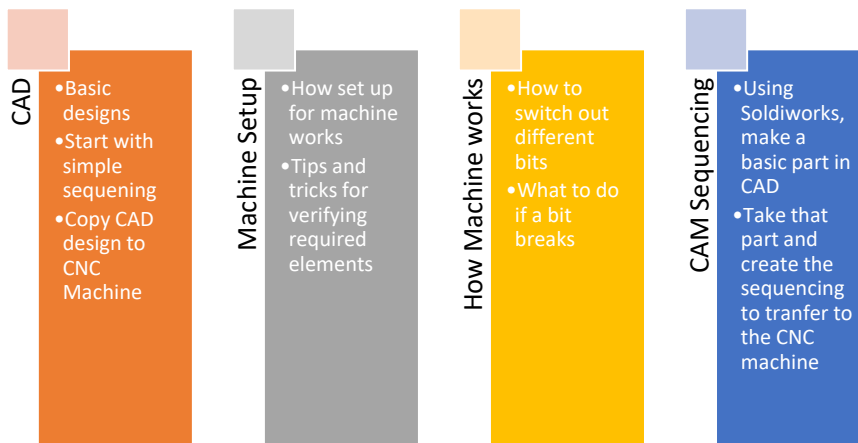 CAD
•Basic
designs
•Start with
simple
sequening
•Copy CAD
design to
CNC
Machine
Machine Setup
•How set up
for machine
works
•Tips and
tricks for
verifying
required
elements
How Machine works
•How to
switch out
different
bits
•What to do
if a bit
breaks
CAM Sequencing
•Using
Soldiworks,
make a
basic part in
CAD
•Take that
part and
create the
sequencing
to tranfer to
the CNC
machine